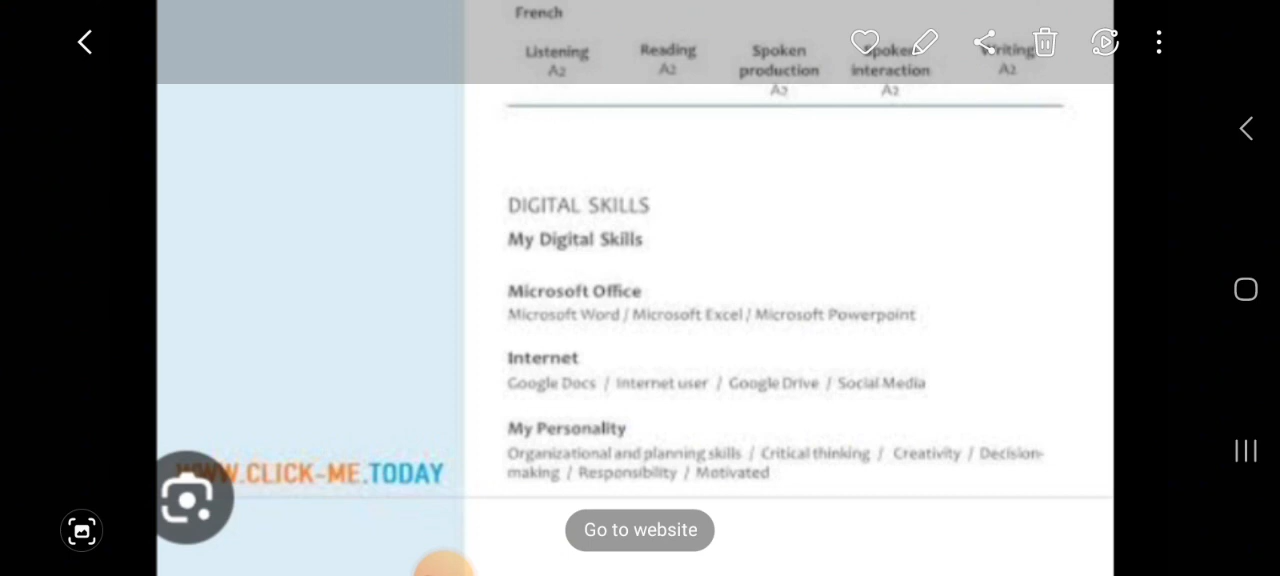 French
Listening Reading Spoken production Spoken interaction Writing
A2 A2 A2 A2 A2
DIGITAL SKILLS
My Digital Skills
Microsoft Office
Microsoft Word / Microsoft Excel / Microsoft Powerpoint
Internet
Google Docs / Internet user / Google Drive / Social Media
My Personality
Organizational and planning skills / Critical thinking / Creativity / Decision-
making / Responsibility / Motivated
WWW.CLICK-ME.TODAY
Go to website